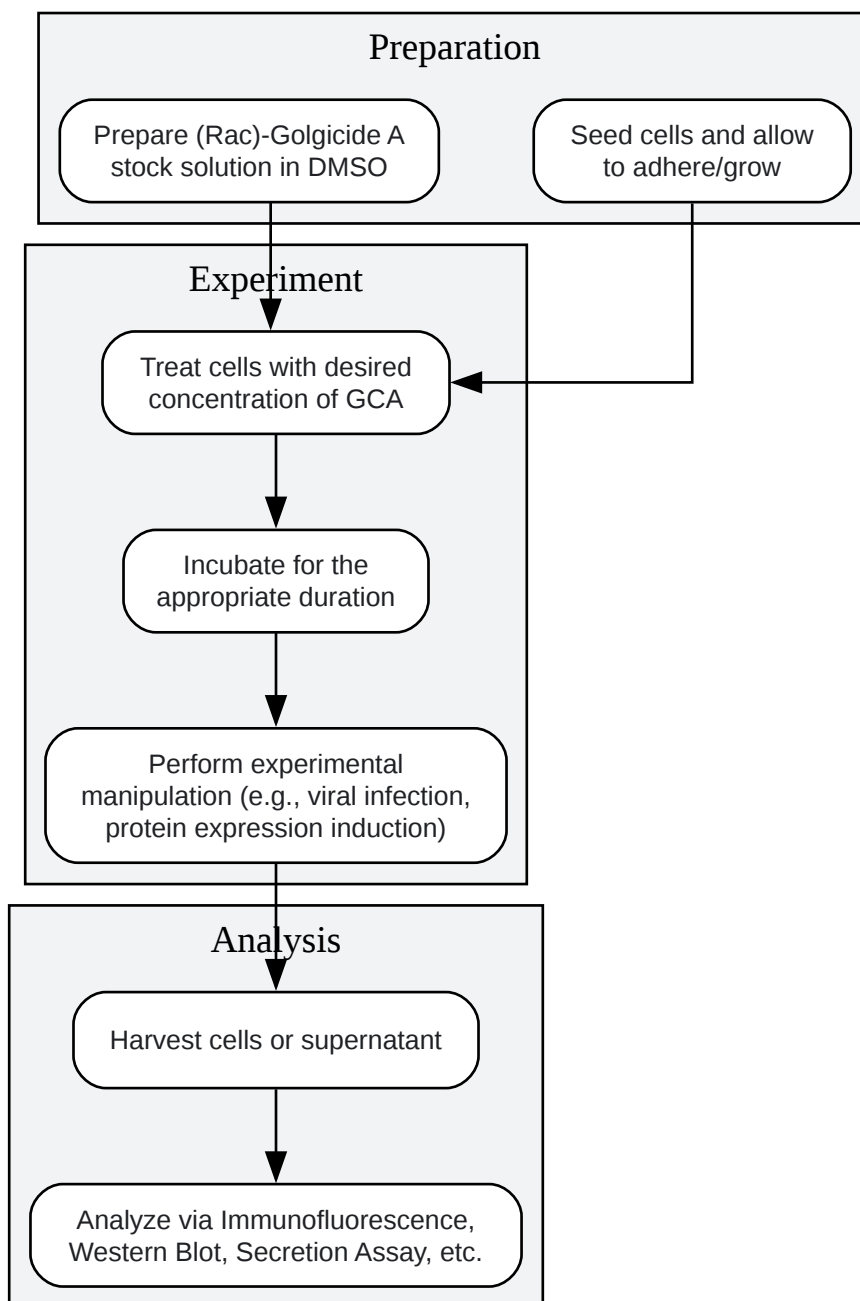 Preparation
Prepare (Rac)-Golgicide A
stock solution in DMSO
Seed cells and allow
to adhere/grow
Experiment
Treat cells with desired
concentration of GCA
Incubate for the
appropriate duration
Perform experimental
manipulation (e.g., viral infection,
protein expression induction)
Analysis
Harvest cells or supernatant
Analyze via Immunofluorescence,
Western Blot, Secretion Assay, etc.